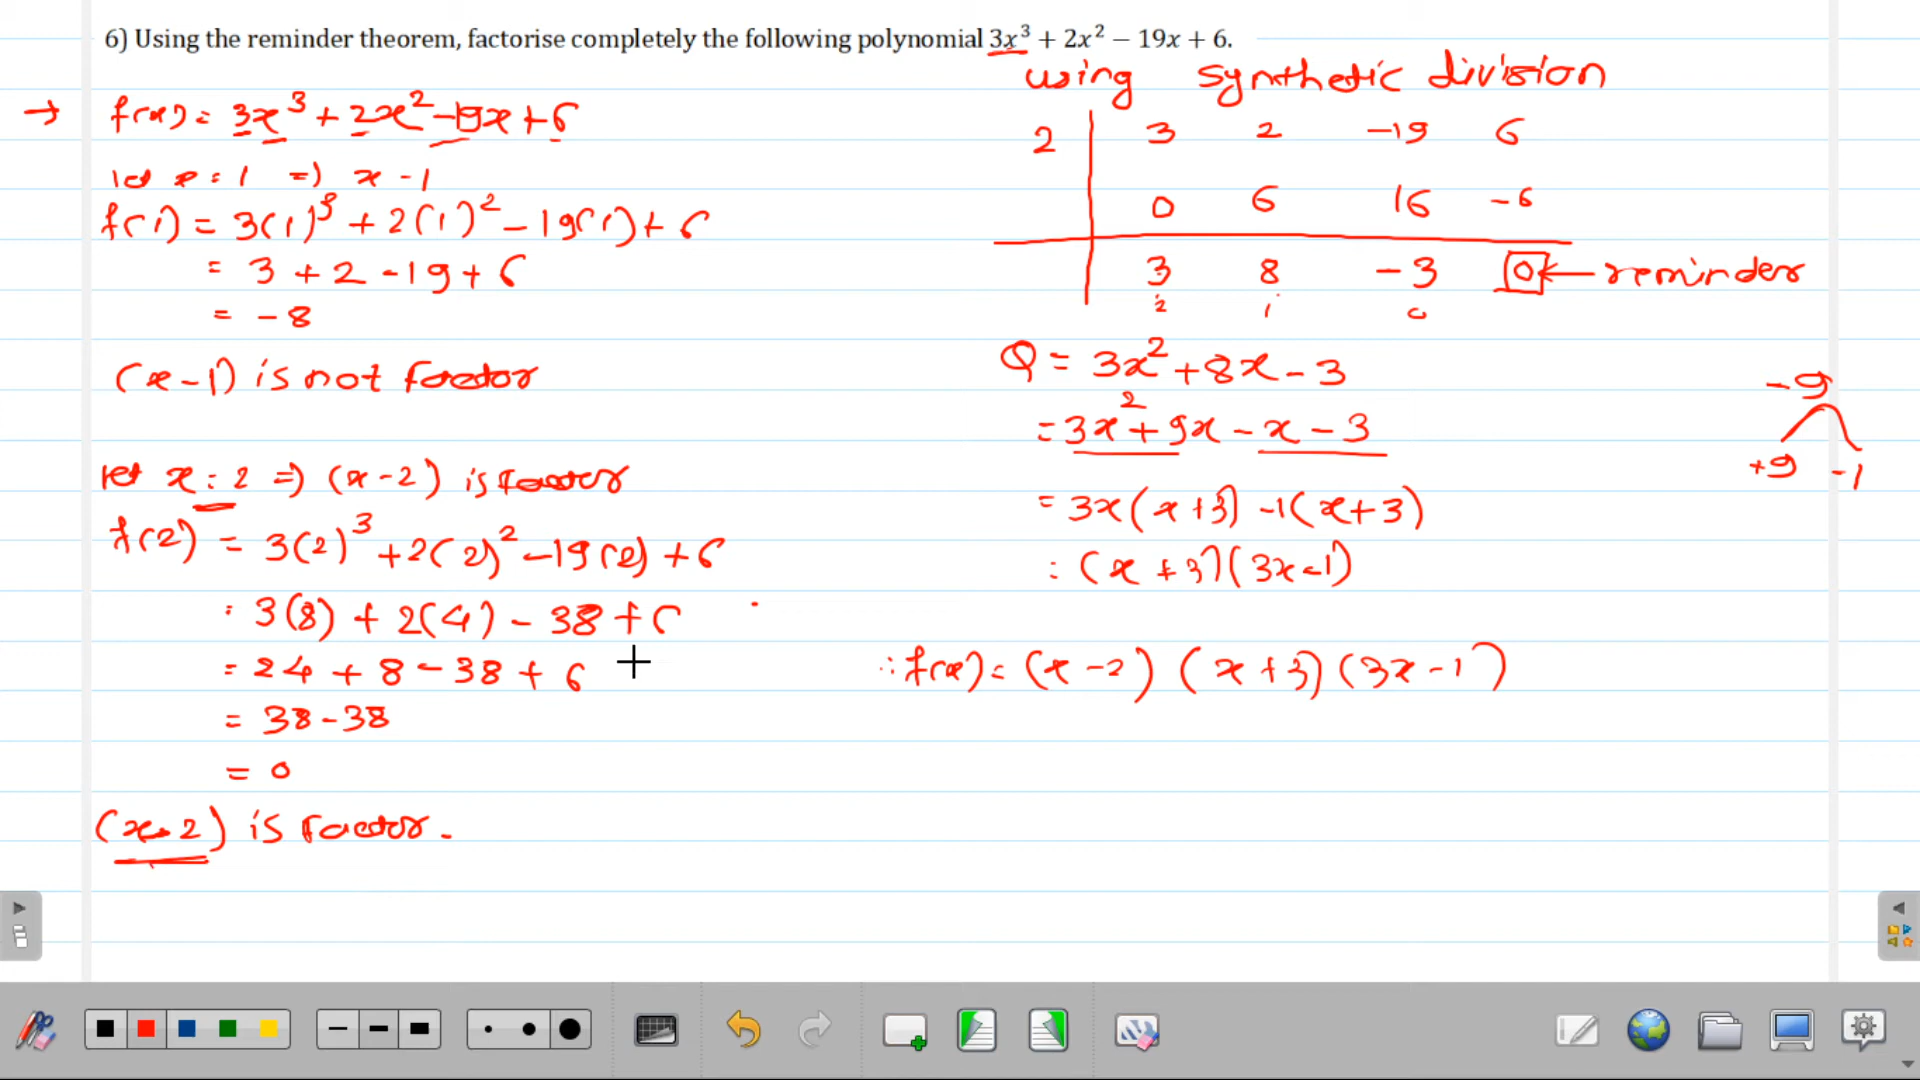 6) Using the reminder theorem, factorise completely the following polynomial 3x³ + 2x² − 19x + 6.
→ f(x) = 3x³ + 2x² − 19x + 6
let x = 1 ⇒ x − 1
f(1) = 3(1)³ + 2(1)² − 19(1) + 6
= 3 + 2 − 19 + 6
= −8
(x − 1) is not factor
let x = 2 ⇒ (x − 2) is factor
f(2) = 3(2)³ + 2(2)² − 19(2) + 6
= 3(8) + 2(4) − 38 + 6
= 24 + 8 − 38 + 6
= 38 − 38
= 0
(x − 2) is factor.
using synthetic division
2 | 3 2 −19 6
0 6 16 −6
3 8 −3 0 ← reminder
2 1 0
Q = 3x² + 8x − 3
= 3x² + 9x − x − 3
= 3x(x + 3) − 1(x + 3)
= (x + 3)(3x − 1)
−9
+9 −1
∴ f(x) = (x − 2) (x + 3) (3x − 1)